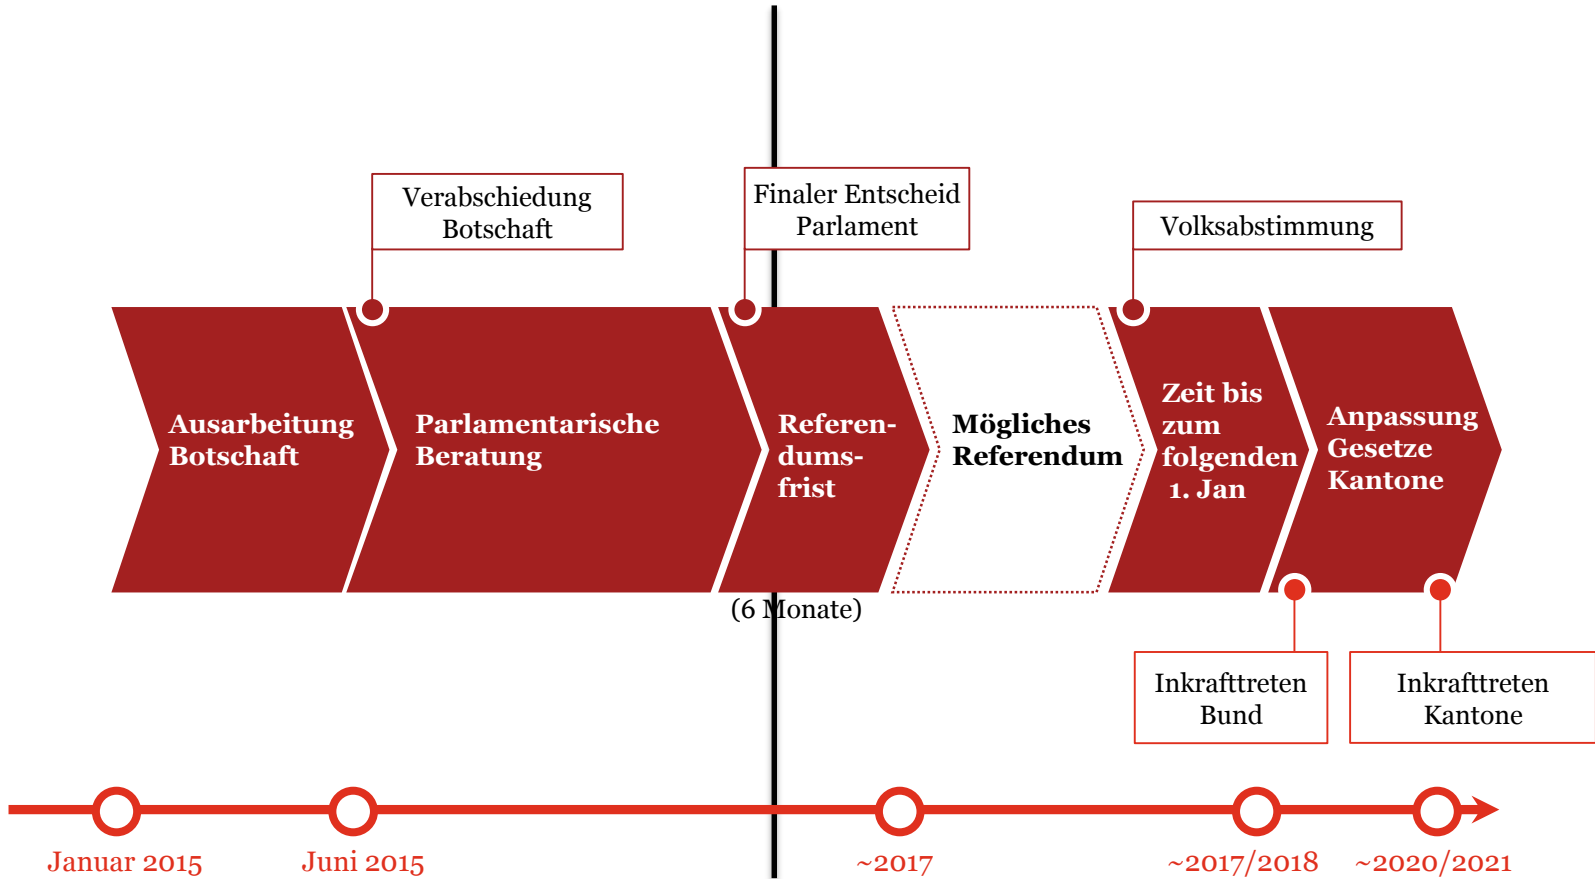 Verabschiedung
Botschaft
Finaler Entscheid
Parlament
Volksabstimmung
Ausarbeitung
Botschaft
Parlamentarische
Beratung
Referen-
dums-
frist
Mögliches
Referendum
Zeit bis
zum
folgenden
1. Jan
Anpassung
Gesetze
Kantone
(6 Monate)
Inkrafttreten
Bund
Inkrafttreten
Kantone
Januar 2015
Juni 2015
~2017
~2017/2018
~2020/2021